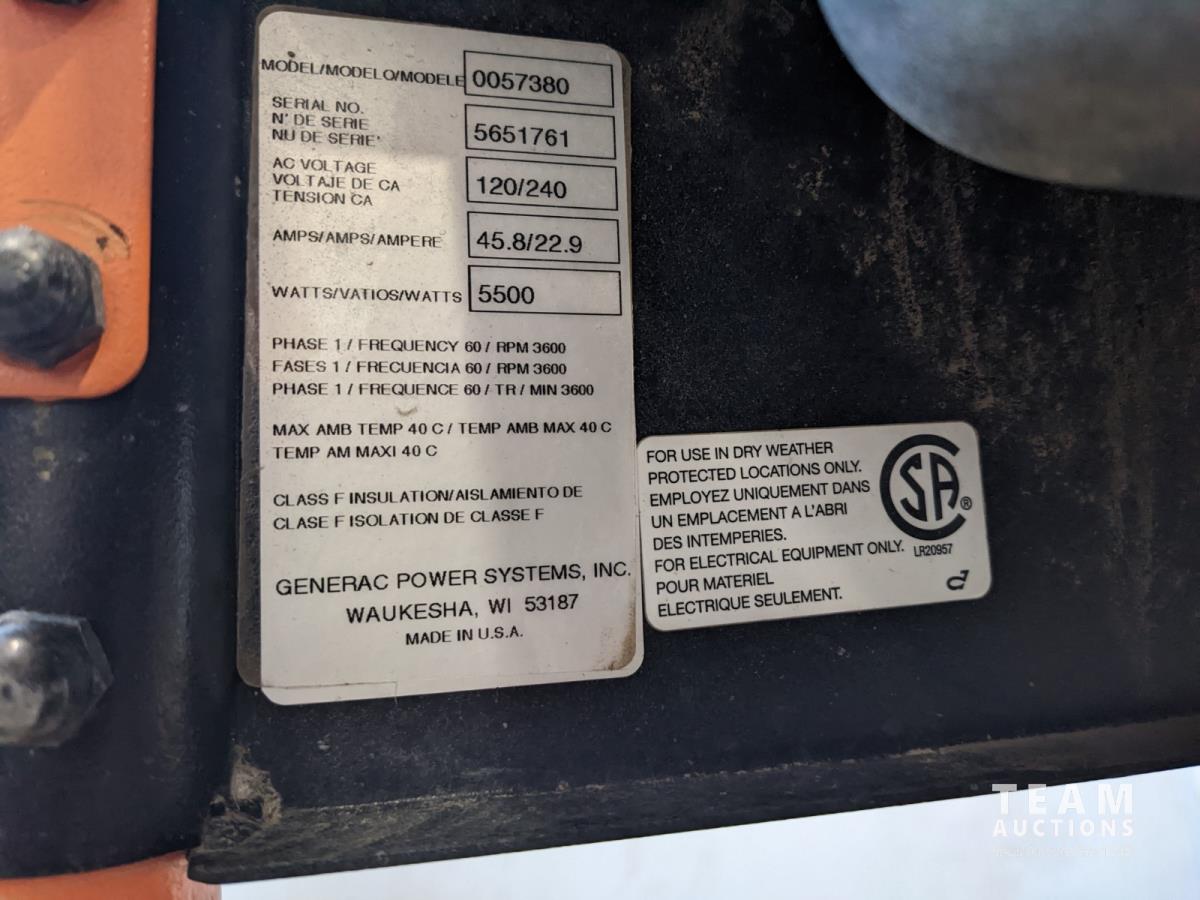 MODEL/MODELO/MODELE 0057380
SERIAL NO.
N° DE SERIE
NU DE SERIE
5651761
AC VOLTAGE
VOLTAJE DE CA
TENSION CA
120/240
AMPS/AMPS/AMPERE 45.8/22.9
WATTS/VATIOS/WATTS 5500
PHASE 1 / FREQUENCY 60 / RPM 3600
FASES 1 / FRECUENCIA 60 / RPM 3600
PHASE 1 / FREQUENCE 60 / TR / MIN 3600
MAX AMB TEMP 40 C / TEMP AMB MAX 40 C
TEMP AM MAXI 40 C
CLASS F INSULATION/AISLAMIENTO DE
CLASE F ISOLATION DE CLASSE F
GENERAC POWER SYSTEMS, INC.
WAUKESHA, WI 53187
MADE IN U.S.A.
FOR USE IN DRY WEATHER
PROTECTED LOCATIONS ONLY.
EMPLOYEZ UNIQUEMENT DANS
UN EMPLACEMENT A L'ABRI
DES INTEMPERIES.
FOR ELECTRICAL EQUIPMENT ONLY.
POUR MATERIEL
ELECTRIQUE SEULEMENT.
CSA®
LR20957
TEAM
AUCTIONS